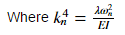 Where k_n^4 = λω_n^2 / EI